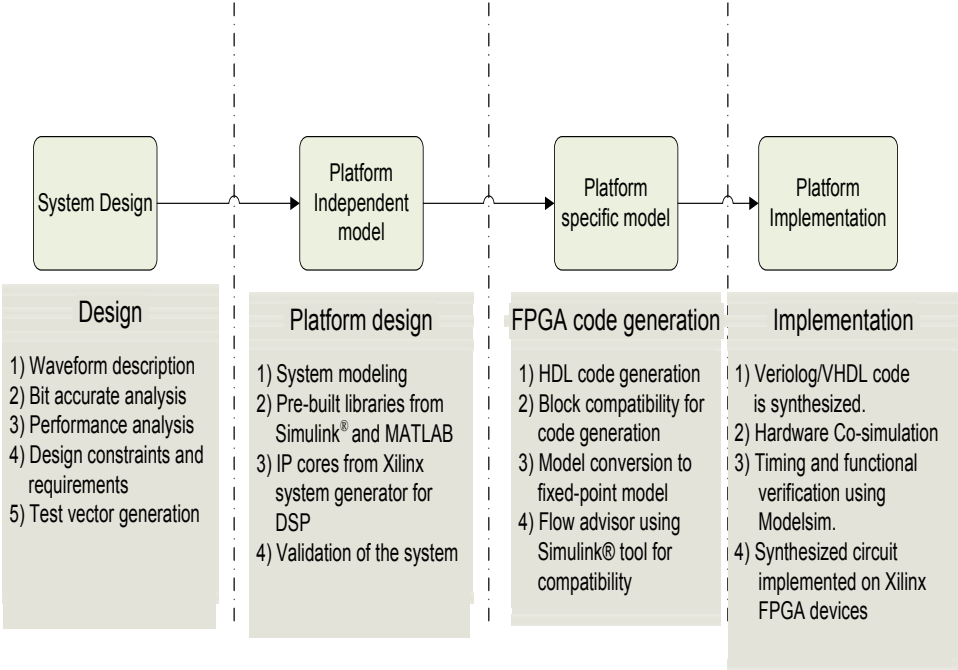 System Design
Platform
Independent
model
Platform
specific model
Platform
Implementation
Design
1) Waveform description
2) Bit accurate analysis
3) Performance analysis
4) Design constraints and
requirements
5) Test vector generation
Platform design
1) System modeling
2) Pre-built libraries from
Simulink® and MATLAB
3) IP cores from Xilinx
system generator for
DSP
4) Validation of the system
FPGA code generation
1) HDL code generation
2) Block compatibility for
code generation
3) Model conversion to
fixed-point model
4) Flow advisor using
Simulink® tool for
compatibility
Implementation
1) Veriolog/VHDL code
is synthesized.
2) Hardware Co-simulation
3) Timing and functional
verification using
Modelsim.
4) Synthesized circuit
implemented on Xilinx
FPGA devices